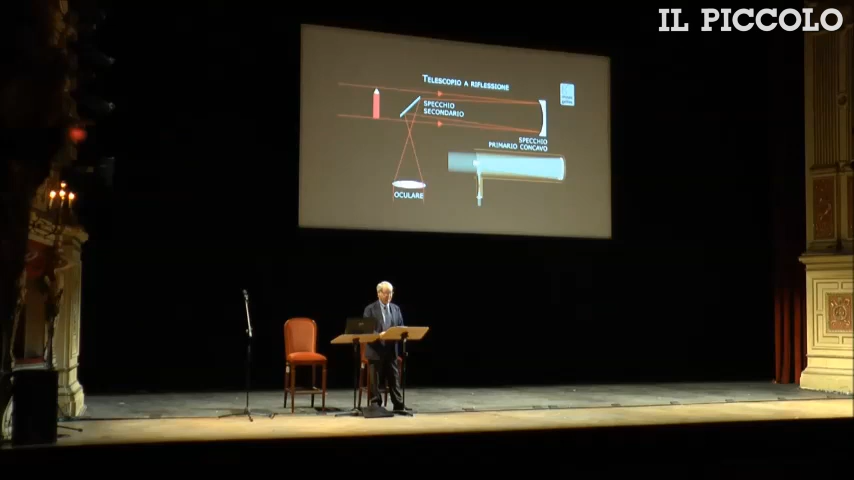 IL PICCOLO
TELESCOPIO A RIFLESSIONE
SPECCHIO
SECONDARIO
SPECCHIO
PRIMARIO CONCAVO
OCULARE